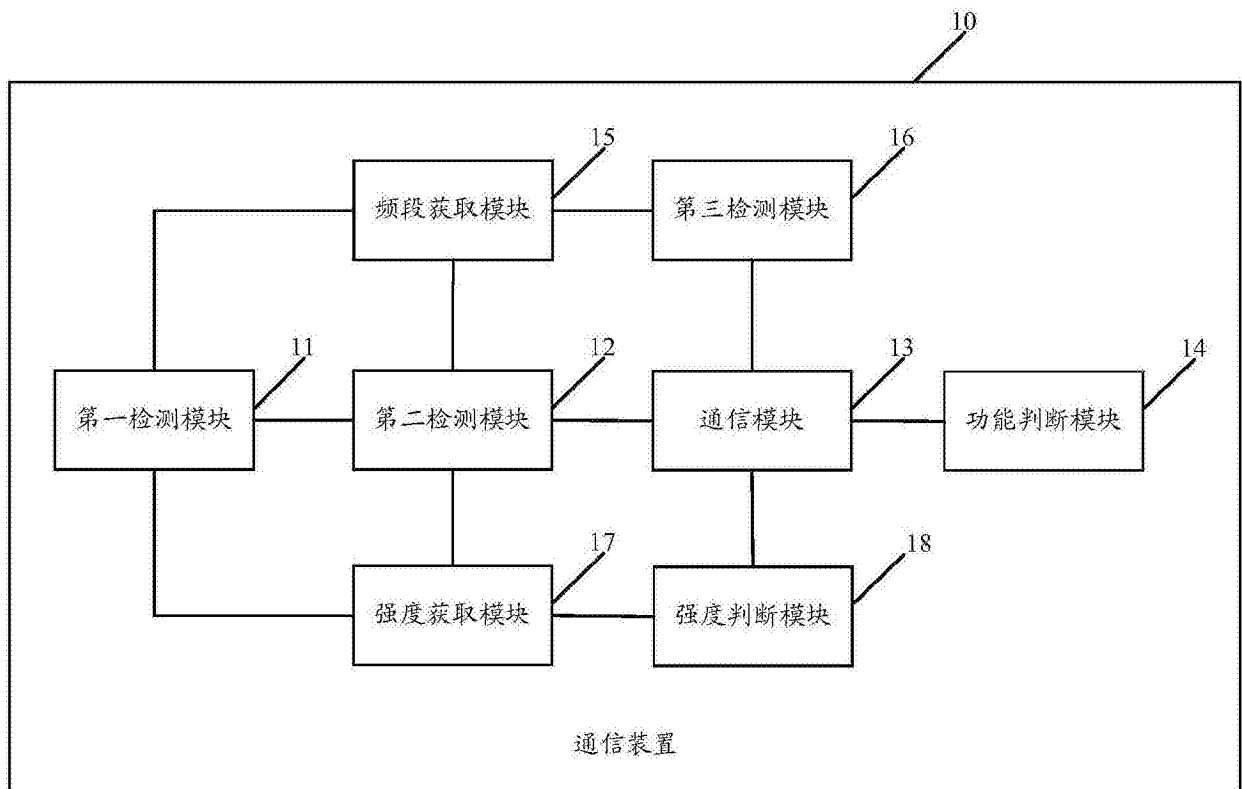 10
15
16
频段获取模块
第三检测模块
11
12
13
14
第一检测模块
第二检测模块
通信模块
功能判断模块
17
18
强度获取模块
强度判断模块
通信装置